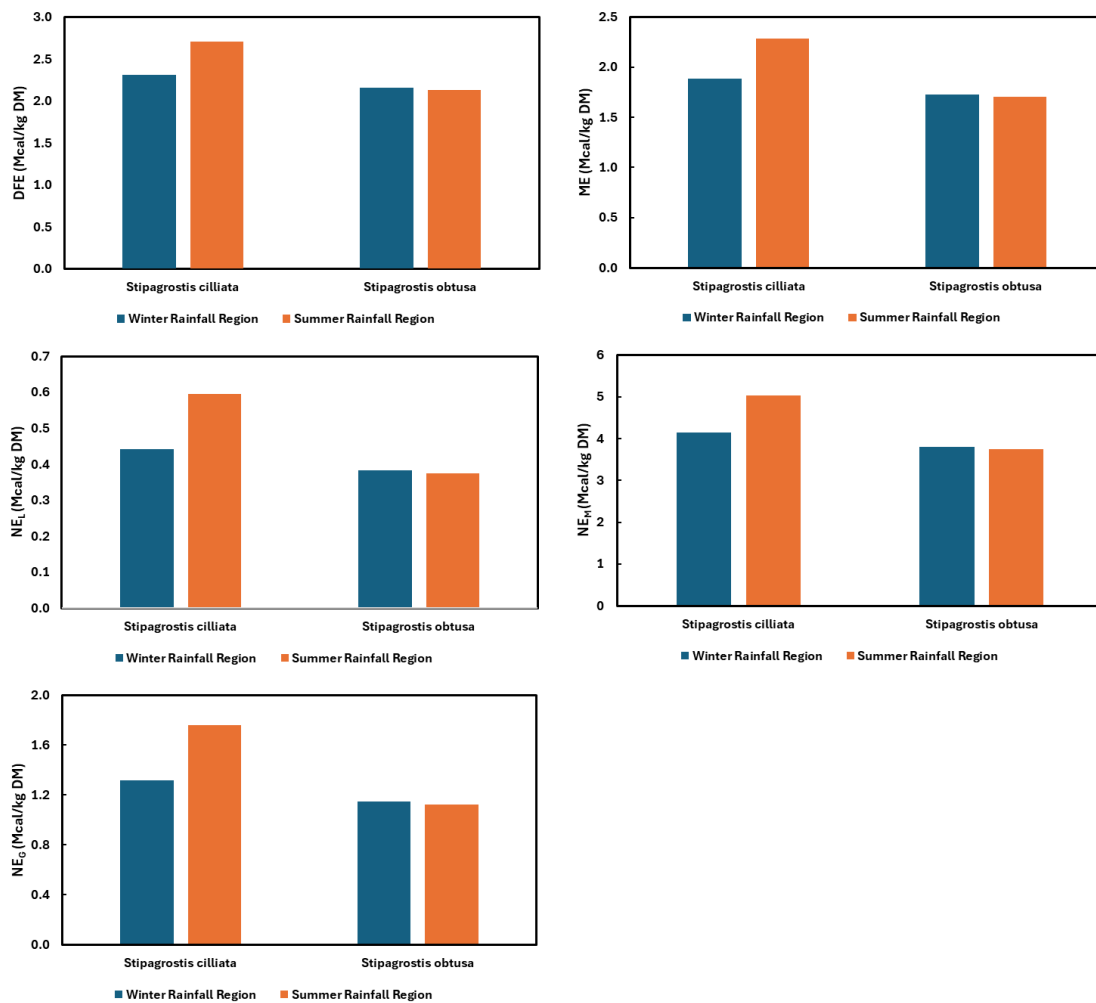 DFE (Mcal/kg DM)
3.0
2.5
2.0
1.5
1.0
0.5
0.0
Stipagrostis cilliata Stipagrostis obtusa
Winter Rainfall Region Summer Rainfall Region
ME (Mcal/kg DM)
2.5
2.0
1.5
1.0
0.5
0.0
Stipagrostis cilliata Stipagrostis obtusa
Winter Rainfall Region Summer Rainfall Region
NEL (Mcal/kg DM)
0.7
0.6
0.5
0.4
0.3
0.2
0.1
0.0
Stipagrostis cilliata Stipagrostis obtusa
Winter Rainfall Region Summer Rainfall Region
NEM (Mcal/kg DM)
6
5
4
3
2
1
0
Stipagrostis cilliata Stipagrostis obtusa
Winter Rainfall Region Summer Rainfall Region
NEG (Mcal/kg DM)
2.0
1.6
1.2
0.8
0.4
0.0
Stipagrostis cilliata Stipagrostis obtusa
Winter Rainfall Region Summer Rainfall Region